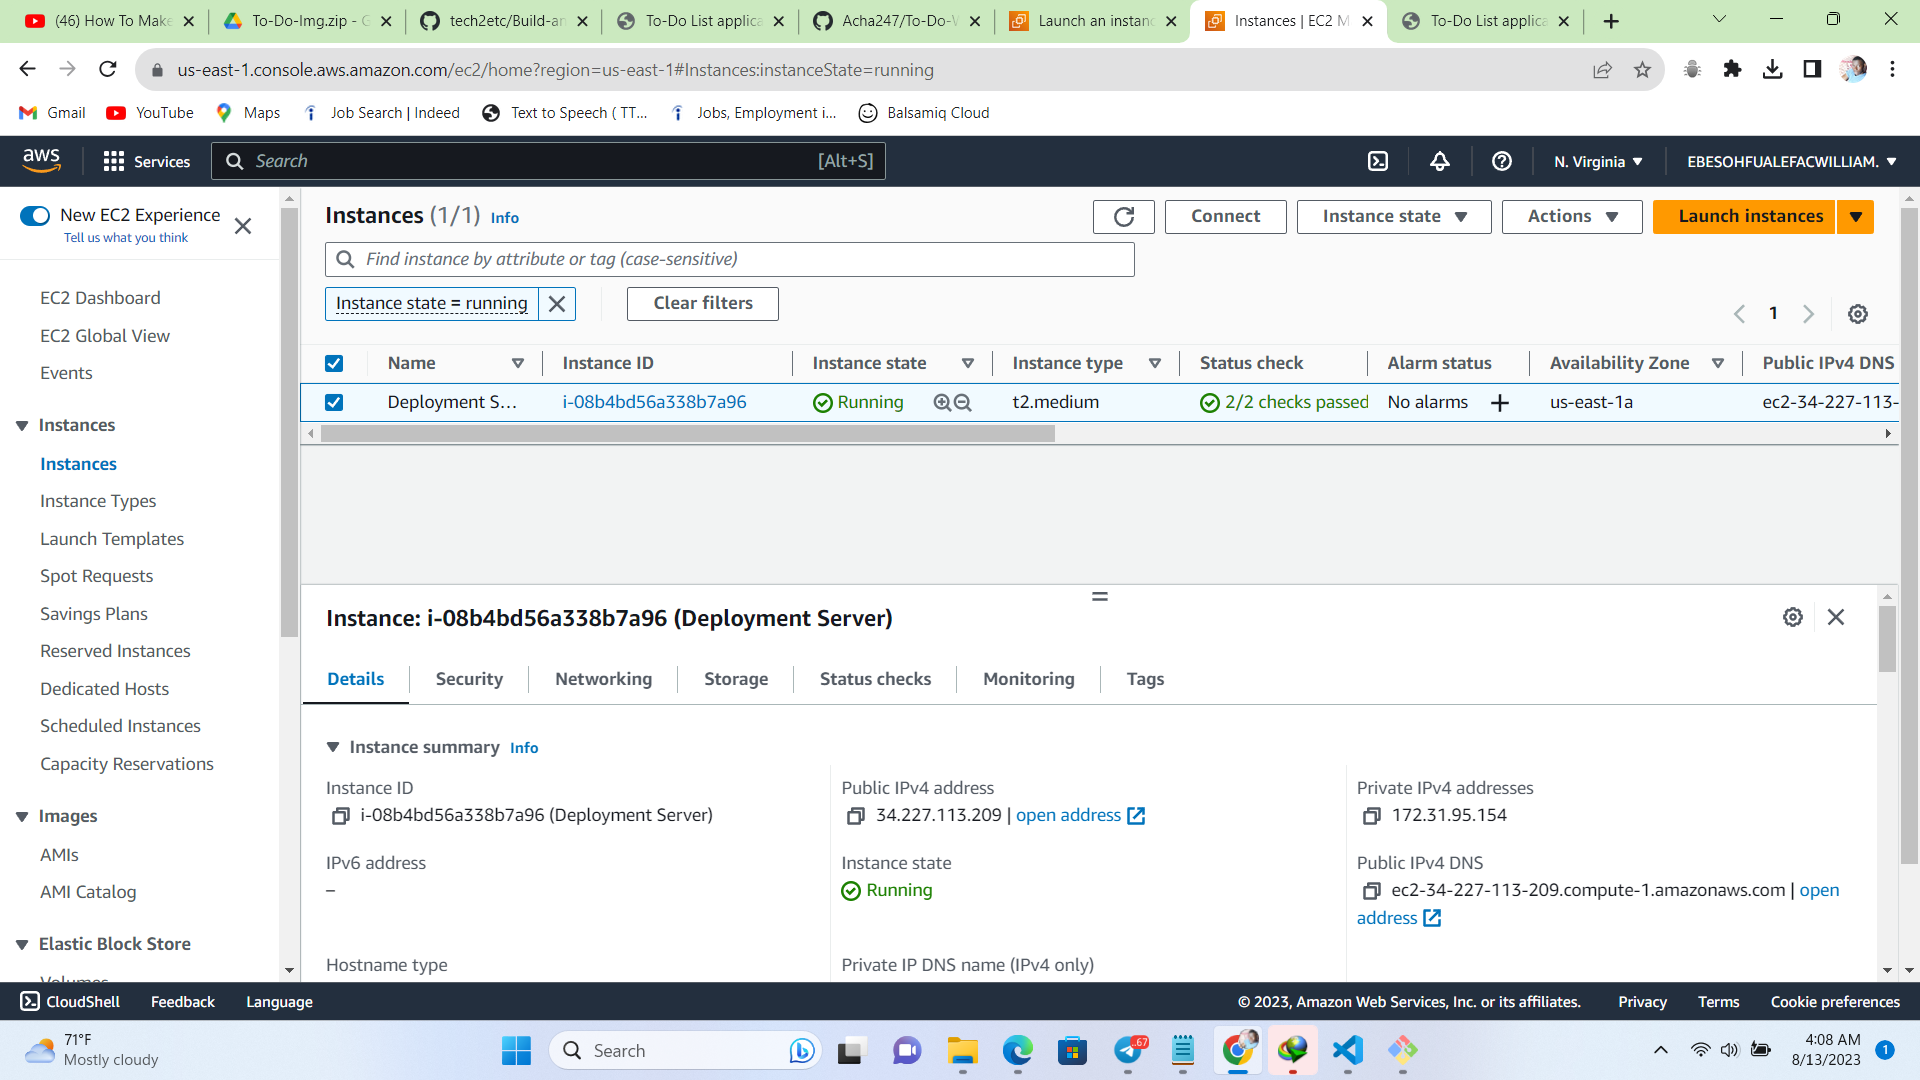 (46) How To Make
To-Do-Img.zip - G
tech2etc/Build-an
To-Do List applica
Acha247/To-Do-W
Launch an instanc
Instances | EC2 M
To-Do List applica
us-east-1.console.aws.amazon.com/ec2/home?region=us-east-1#Instances:instanceState=running
Gmail
YouTube
Maps
Job Search | Indeed
Text to Speech ( TT...
Jobs, Employment i...
Balsamiq Cloud
aws
Services
Search
[Alt+S]
N. Virginia
EBESOHFUALEFACWILLIAM.
New EC2 Experience
Tell us what you think
EC2 Dashboard
EC2 Global View
Events
Instances
Instances
Instance Types
Launch Templates
Spot Requests
Savings Plans
Reserved Instances
Dedicated Hosts
Scheduled Instances
Capacity Reservations
Images
AMIs
AMI Catalog
Elastic Block Store
Volumes
Instances (1/1) Info
Connect
Instance state
Actions
Launch instances
Find instance by attribute or tag (case-sensitive)
Instance state = running
Clear filters
1
Name
Instance ID
Instance state
Instance type
Status check
Alarm status
Availability Zone
Public IPv4 DNS
Deployment S...
i-08b4bd56a338b7a96
Running
t2.medium
2/2 checks passed
No alarms
us-east-1a
ec2-34-227-113-
Instance: i-08b4bd56a338b7a96 (Deployment Server)
Details
Security
Networking
Storage
Status checks
Monitoring
Tags
Instance summary Info
Instance ID
i-08b4bd56a338b7a96 (Deployment Server)
Public IPv4 address
34.227.113.209 | open address
Private IPv4 addresses
172.31.95.154
IPv6 address
–
Instance state
Running
Public IPv4 DNS
ec2-34-227-113-209.compute-1.amazonaws.com | open
address
Hostname type
Private IP DNS name (IPv4 only)
CloudShell
Feedback
Language
© 2023, Amazon Web Services, Inc. or its affiliates.
Privacy
Terms
Cookie preferences
71°F
Mostly cloudy
Search
67
4:08 AM
8/13/2023
1